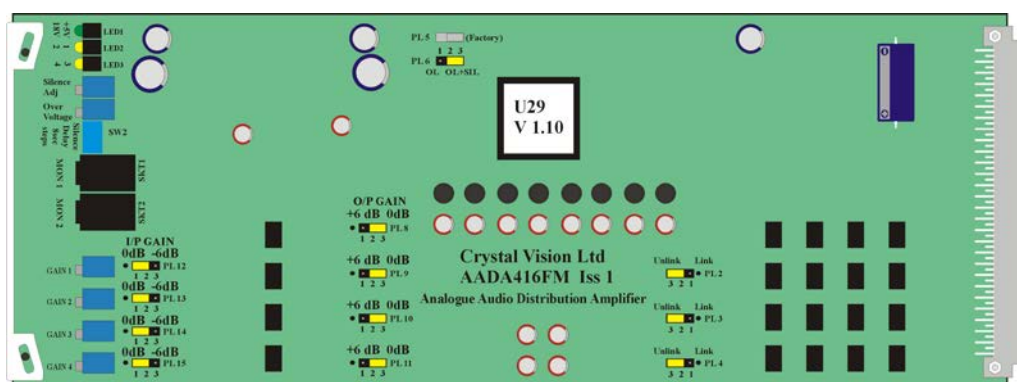 +5V
18V
LED1
1
2
LED2
3
4
LED3
Silence
Adj
Over
Voltage
Silence
Delay
8sec
steps
SW2
MON 1
SKT1
MON 2
SKT2
PL 5 (Factory)
1 2 3
PL 6
OL OL+SIL
U29
V 1.10
I/P GAIN
0dB -6dB
GAIN 1
PL 12
1 2 3
0dB -6dB
GAIN 2
PL 13
1 2 3
0dB -6dB
GAIN 3
PL 14
1 2 3
0dB -6dB
GAIN 4
PL 15
1 2 3
O/P GAIN
+6 dB 0dB
PL 8
1 2 3
+6 dB 0dB
PL 9
1 2 3
+6 dB 0dB
PL 10
1 2 3
+6 dB 0dB
PL 11
1 2 3
Crystal Vision Ltd
AADA416FM Iss 1
Analogue Audio Distribution Amplifier
Unlink Link
PL 2
3 2 1
Unlink Link
PL 3
3 2 1
Unlink Link
PL 4
3 2 1